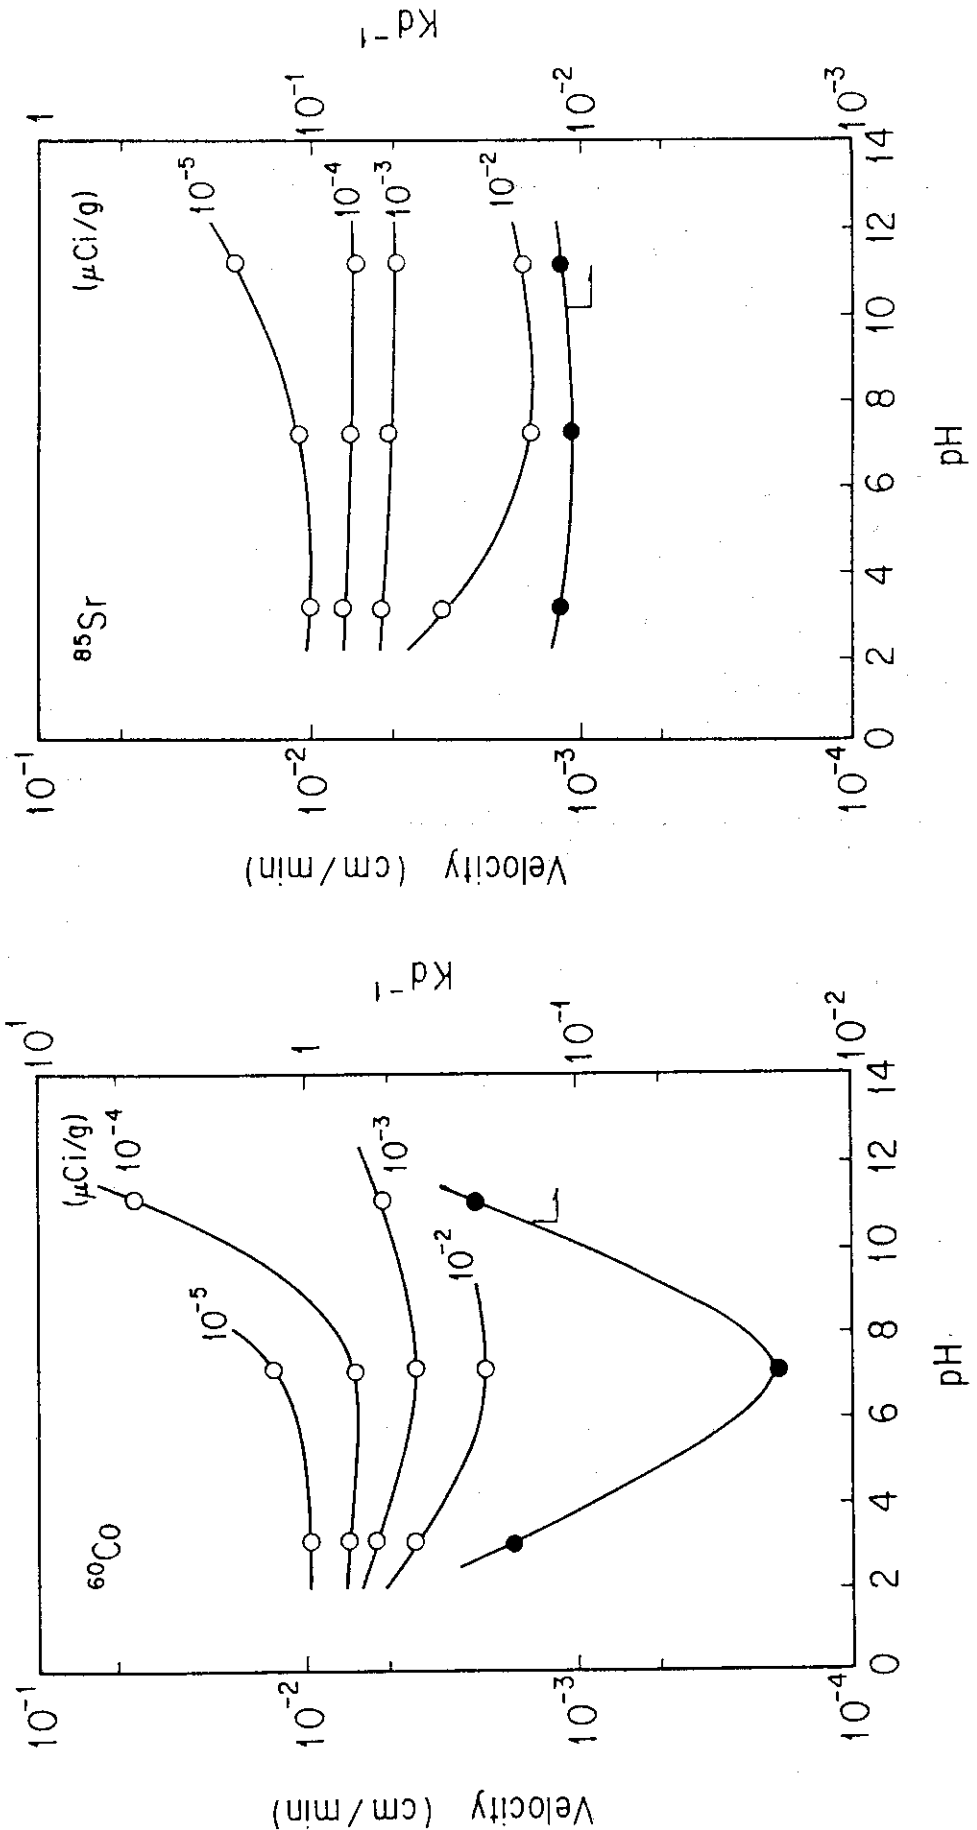 ⁶⁰Co
(μCi/g)
10⁻⁴
10⁻⁵
10⁻³
10⁻²
10⁻¹
10⁻²
10⁻³
10⁻⁴
Velocity (cm/min)
10¹
1
10⁻¹
10⁻²
Kd⁻¹
0 2 4 6 8 10 12 14
pH
⁸⁵Sr
(μCi/g)
10⁻⁵
10⁻⁴
10⁻³
10⁻²
10⁻¹
10⁻²
10⁻³
10⁻⁴
Velocity (cm/min)
1
10⁻¹
10⁻²
10⁻³
Kd⁻¹
0 2 4 6 8 10 12 14
pH